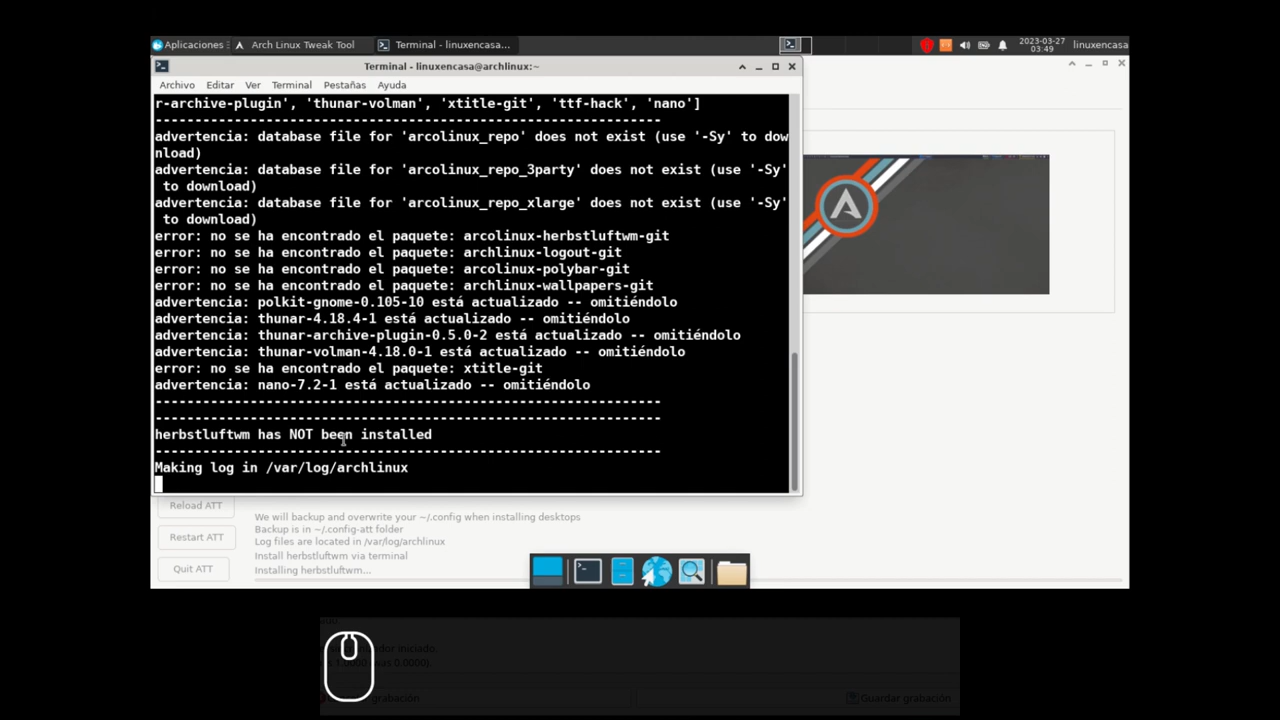 Aplicaciones
Arch Linux Tweak Tool
Terminal - linuxencasa...
2023-03-27
03:49
linuxencasa
Terminal - linuxencasa@archlinux:~
Archivo Editar Ver Terminal Pestañas Ayuda
r-archive-plugin', 'thunar-volman', 'xtitle-git', 'ttf-hack', 'nano']
--------------------------------------------------------------
advertencia: database file for 'arcolinux_repo' does not exist (use '-Sy' to dow
nload)
advertencia: database file for 'arcolinux_repo_3party' does not exist (use '-Sy'
 to download)
advertencia: database file for 'arcolinux_repo_xlarge' does not exist (use '-Sy'
 to download)
error: no se ha encontrado el paquete: arcolinux-herbstluftwm-git
error: no se ha encontrado el paquete: archlinux-logout-git
error: no se ha encontrado el paquete: arcolinux-polybar-git
error: no se ha encontrado el paquete: archlinux-wallpapers-git
advertencia: polkit-gnome-0.105-10 está actualizado -- omitiéndolo
advertencia: thunar-4.18.4-1 está actualizado -- omitiéndolo
advertencia: thunar-archive-plugin-0.5.0-2 está actualizado -- omitiéndolo
advertencia: thunar-volman-4.18.0-1 está actualizado -- omitiéndolo
error: no se ha encontrado el paquete: xtitle-git
advertencia: nano-7.2-1 está actualizado -- omitiéndolo
--------------------------------------------------------------
--------------------------------------------------------------
herbstluftwm has NOT been installed
--------------------------------------------------------------
Making log in /var/log/archlinux
Reload ATT
Restart ATT
Quit ATT
We will backup and overwrite your ~/.config when installing desktops
Backup is in ~/.config-att folder
Log files are located in /var/log/archlinux
Install herbstluftwm via terminal
Installing herbstluftwm...
iniciado.
(was 0.0000)
grabación
Guardar grabación